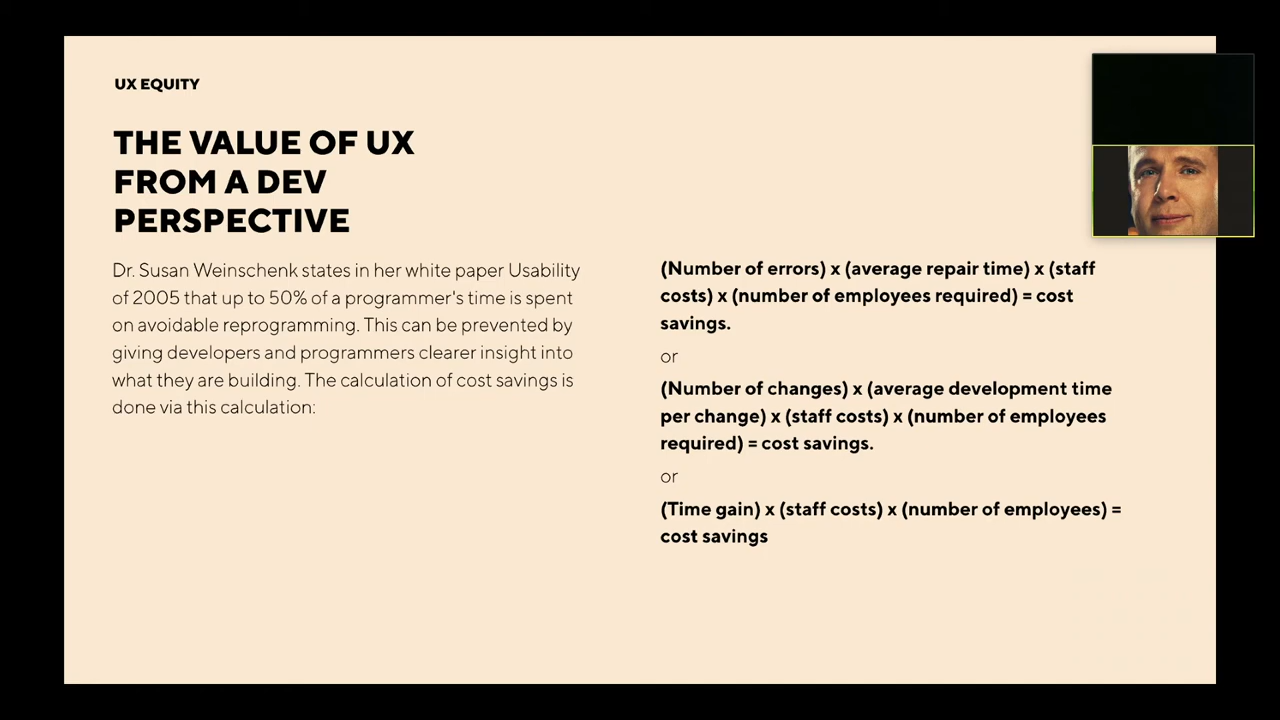 UX EQUITY
THE VALUE OF UX
FROM A DEV
PERSPECTIVE
Dr. Susan Weinschenk states in her white paper Usability
of 2005 that up to 50% of a programmer's time is spent
on avoidable reprogramming. This can be prevented by
giving developers and programmers clearer insight into
what they are building. The calculation of cost savings is
done via this calculation:
(Number of errors) x (average repair time) x (staff
costs) x (number of employees required) = cost
savings.
or
(Number of changes) x (average development time
per change) x (staff costs) x (number of employees
required) = cost savings.
or
(Time gain) x (staff costs) x (number of employees) =
cost savings